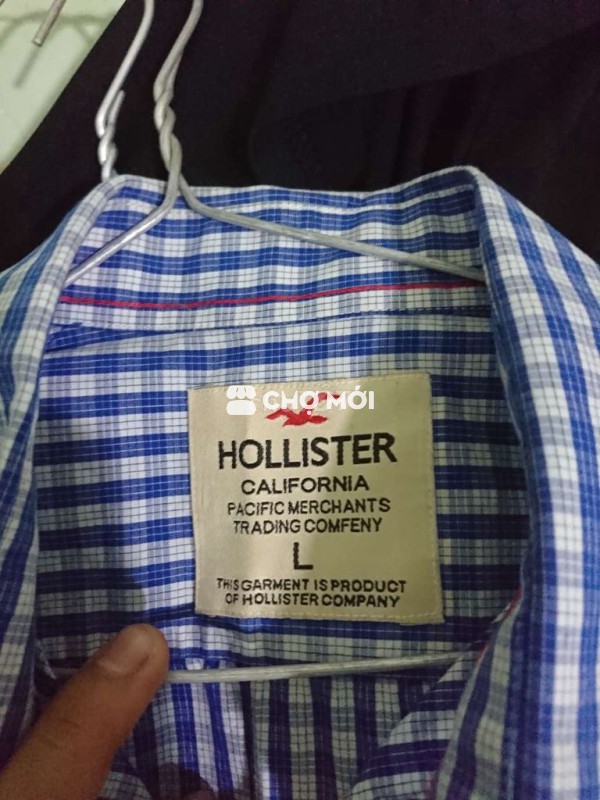 CHỢ MỚI
HOLLISTER
CALIFORNIA
PACIFIC MERCHANTS
TRADING COMFENY
L
THIS GARMENT IS PRODUCT
OF HOLLISTER COMPANY